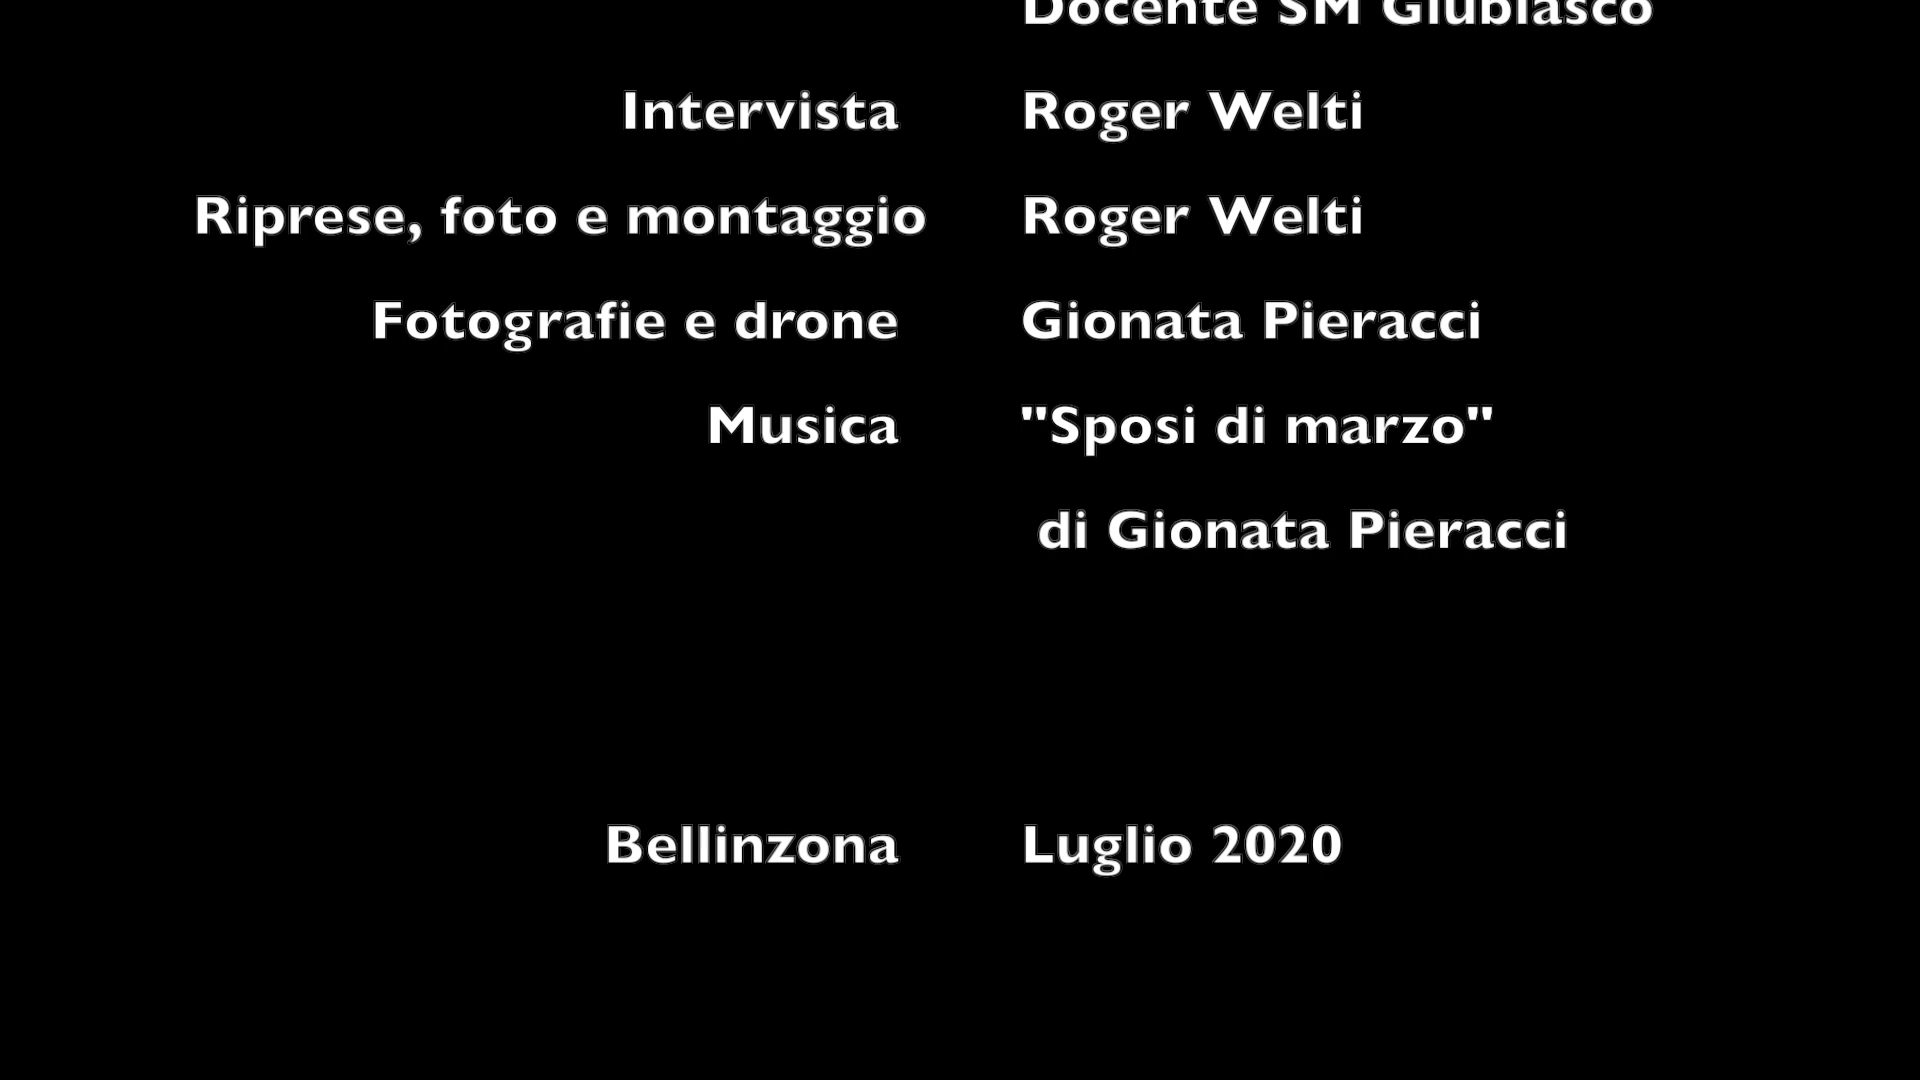 Docente SM Giubiasco
Intervista Roger Welti
Riprese, foto e montaggio Roger Welti
Fotografie e drone Gionata Pieracci
Musica "Sposi di marzo"
di Gionata Pieracci
Bellinzona Luglio 2020